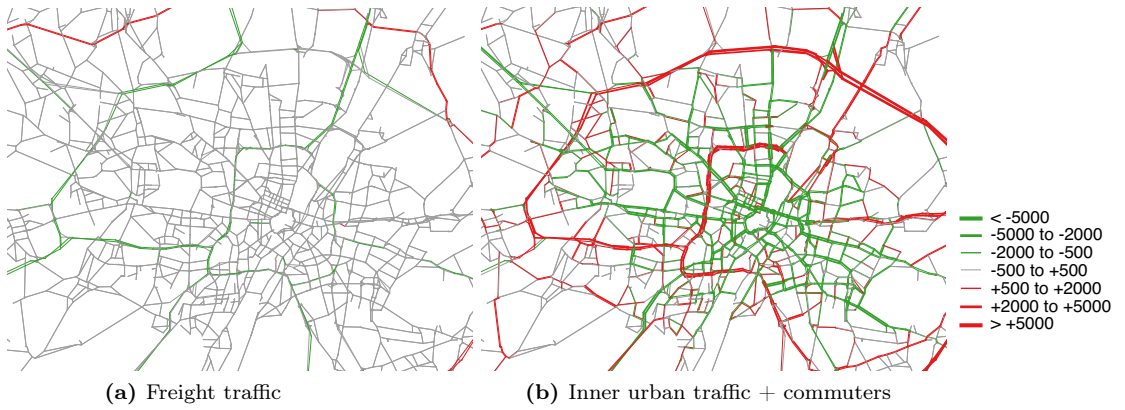 < -5000
-5000 to -2000
-2000 to -500
-500 to +500
+500 to +2000
+2000 to +5000
> +5000
(a) Freight traffic
(b) Inner urban traffic + commuters